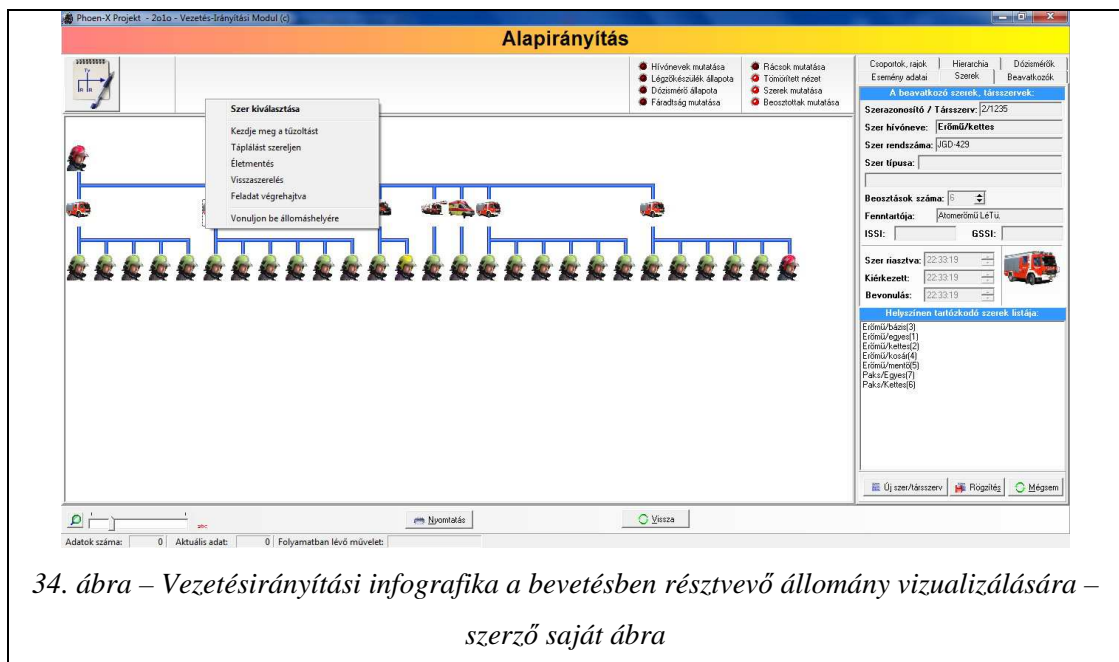 Phoen-X Projekt - 2o1o - Vezetés-Irányítási Modul (c)
Alapirányítás
Hívónevek mutatása
Légzőkészülék állapota
Dózismérő állapota
Fáradtság mutatása
Rácsok mutatása
Tömörített nézet
Szerek mutatása
Beosztottak mutatása
Szer kiválasztása
Kezdje meg a tűzoltást
Táplálást szereljen
Életmentés
Visszaszerelés
Feladat végrehajtva
Vonuljon be állomáshelyére
Csoportok, rajok Hierarchia Dózismérők
Esemény adatai Szerek Beavatkozók
A beavatkozó szerek, társszervek:
Szerazonosító / Társszerv: 2/1235
Szer hívóneve: Erőmű/kettes
Szer rendszáma: JGD-429
Szer típusa:
Beosztások száma: 6
Fenntartója: Atomerőmű LéTü.
ISSI: GSSI:
Szer riasztva: 22:33:19
Kiérkezett: 22:33:19
Bevonulás: 22:33:19
Helyszínen tartózkodó szerek listája:
Erőmű/bázis(3)
Erőmű/egyes(1)
Erőmű/kettes(2)
Erőmű/kosár(4)
Erőmű/mentő(5)
Paks/Egyes(7)
Paks/Kettes(6)
Új szer/társszerv Rögzítés Mégsem
Nyomtatás Vissza
Adatok száma: 0 Aktuális adat: 0 Folyamatban lévő művelet:
34. ábra – Vezetésirányítási infografika a bevetésben résztvevő állomány vizualizálására –
szerző saját ábra